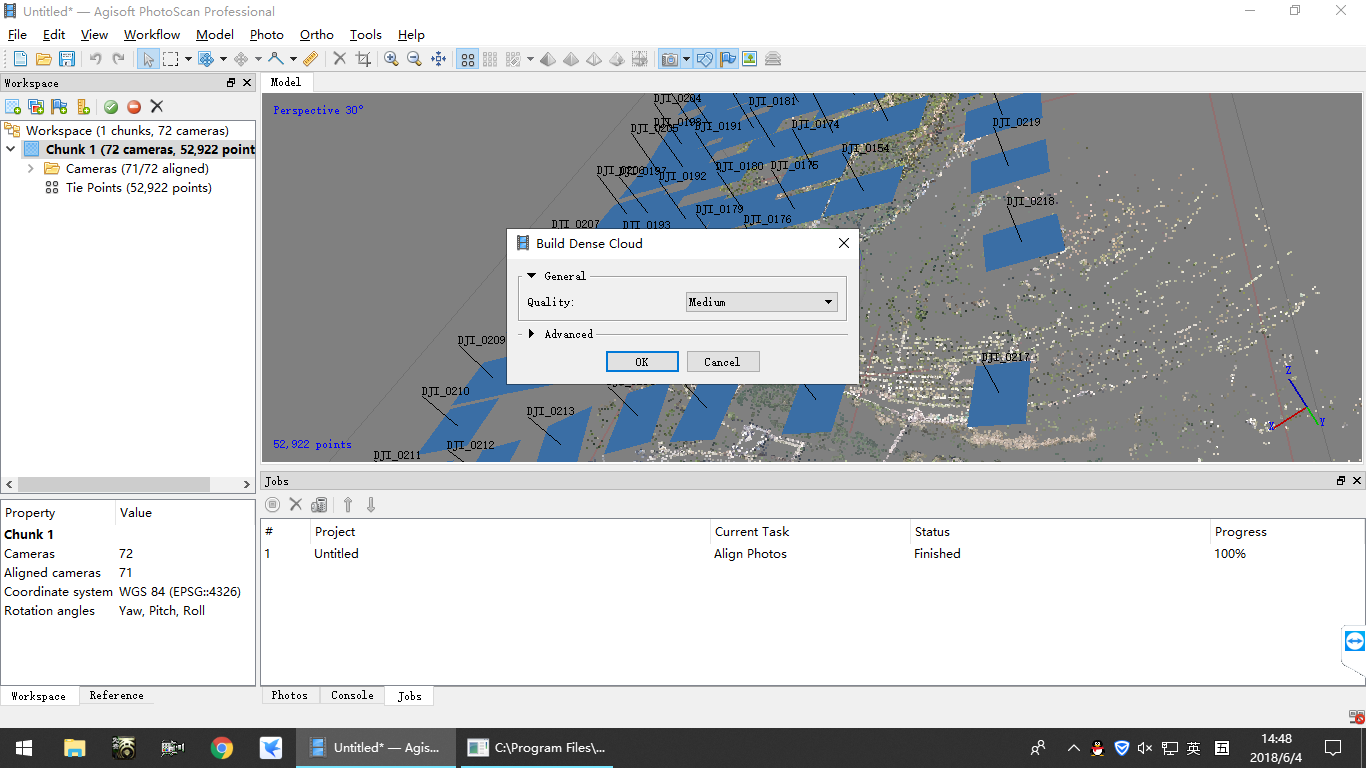 Untitled* — Agisoft PhotoScan Professional
File Edit View Workflow Model Photo Ortho Tools Help
Workspace
Workspace (1 chunks, 72 cameras)
Chunk 1 (72 cameras, 52,922 point
Cameras (71/72 aligned)
Tie Points (52,922 points)
Property Value
Chunk 1
Cameras 72
Aligned cameras 71
Coordinate system WGS 84 (EPSG::4326)
Rotation angles Yaw, Pitch, Roll
Workspace Reference
Model
Perspective 30°
DJI_0204
DJI_0181
DJI_0219
DJI_0191
DJI_0174
DJI_0205
DJI_0154
DJI_0180
DJI_0175
DJI_0197
DJI_0192
DJI_0218
DJI_0179
DJI_0176
DJI_0207
DJI_0193
Build Dense Cloud
General
Quality: Medium
Advanced
OK Cancel
DJI_0209
DJI_0217
DJI_0210
DJI_0213
DJI_0212
DJI_0211
Z
X Y
52,922 points
Jobs
# Project Current Task Status Progress
1 Untitled Align Photos Finished 100%
Photos Console Jobs
Untitled* — Agis...
C:\Program Files\...
英
14:48
2018/6/4